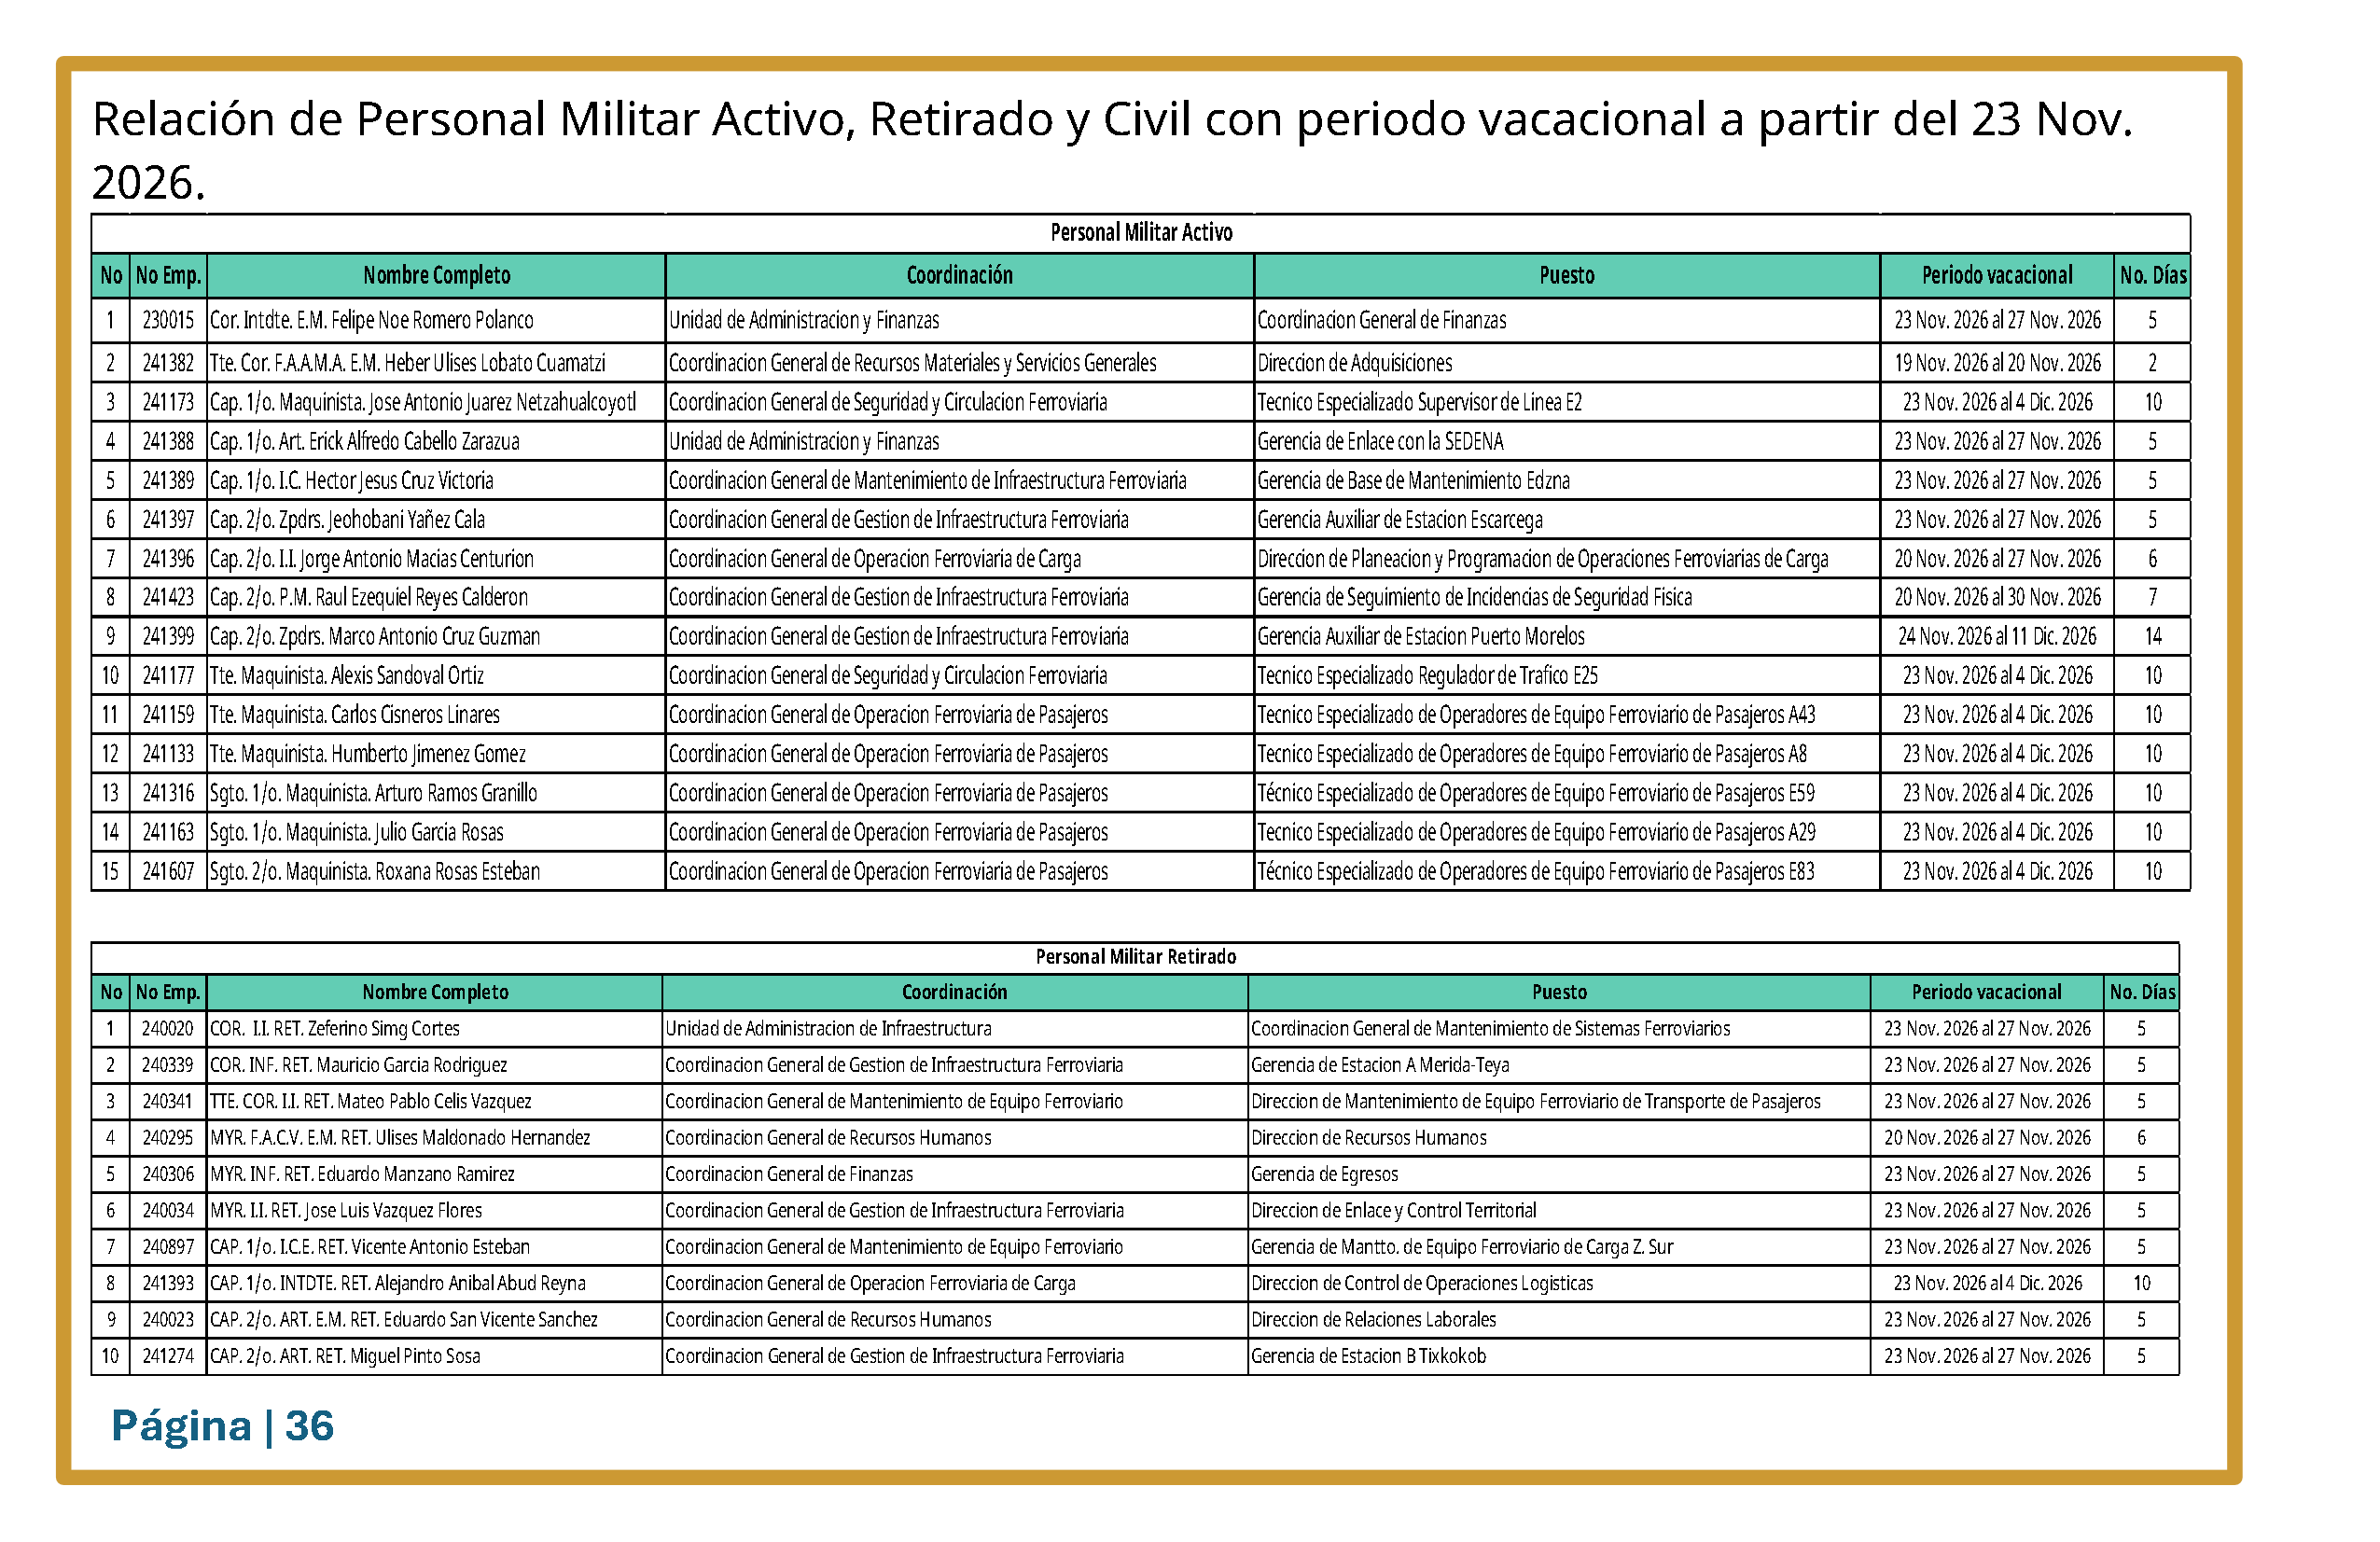 Relación de Personal Militar Activo, Retirado y Civil con periodo vacacional a partir del 23 Nov.
2026.
Personal Militar Activo
No No Emp. Nombre Completo Coordinación Puesto Periodo vacacional No. Días
1 230015 Cor. Intdte. E.M. Felipe Noe Romero Polanco Unidad de Administracion y Finanzas Coordinacion General de Finanzas 23 Nov. 2026 al 27 Nov. 2026 5
2 241382 Tte. Cor. F.A.A.M.A. E.M. Heber Ulises Lobato Cuamatzi Coordinacion General de Recursos Materiales y Servicios Generales Direccion de Adquisiciones 19 Nov. 2026 al 20 Nov. 2026 2
3 241173 Cap. 1/o. Maquinista. Jose Antonio Juarez Netzahualcoyotl Coordinacion General de Seguridad y Circulacion Ferroviaria Tecnico Especializado Supervisor de Linea E2 23 Nov. 2026 al 4 Dic. 2026 10
4 241388 Cap. 1/o. Art. Erick Alfredo Cabello Zarazua Unidad de Administracion y Finanzas Gerencia de Enlace con la SEDENA 23 Nov. 2026 al 27 Nov. 2026 5
5 241389 Cap. 1/o. I.C. Hector Jesus Cruz Victoria Coordinacion General de Mantenimiento de Infraestructura Ferroviaria Gerencia de Base de Mantenimiento Edzna 23 Nov. 2026 al 27 Nov. 2026 5
6 241397 Cap. 2/o. Zpdrs. Jeohobani Yañez Cala Coordinacion General de Gestion de Infraestructura Ferroviaria Gerencia Auxiliar de Estacion Escarcega 23 Nov. 2026 al 27 Nov. 2026 5
7 241396 Cap. 2/o. I.I. Jorge Antonio Macias Centurion Coordinacion General de Operacion Ferroviaria de Carga Direccion de Planeacion y Programacion de Operaciones Ferroviarias de Carga 20 Nov. 2026 al 27 Nov. 2026 6
8 241423 Cap. 2/o. P.M. Raul Ezequiel Reyes Calderon Coordinacion General de Gestion de Infraestructura Ferroviaria Gerencia de Seguimiento de Incidencias de Seguridad Fisica 20 Nov. 2026 al 30 Nov. 2026 7
9 241399 Cap. 2/o. Zpdrs. Marco Antonio Cruz Guzman Coordinacion General de Gestion de Infraestructura Ferroviaria Gerencia Auxiliar de Estacion Puerto Morelos 24 Nov. 2026 al 11 Dic. 2026 14
10 241177 Tte. Maquinista. Alexis Sandoval Ortiz Coordinacion General de Seguridad y Circulacion Ferroviaria Tecnico Especializado Regulador de Trafico E25 23 Nov. 2026 al 4 Dic. 2026 10
11 241159 Tte. Maquinista. Carlos Cisneros Linares Coordinacion General de Operacion Ferroviaria de Pasajeros Tecnico Especializado de Operadores de Equipo Ferroviario de Pasajeros A43 23 Nov. 2026 al 4 Dic. 2026 10
12 241133 Tte. Maquinista. Humberto Jimenez Gomez Coordinacion General de Operacion Ferroviaria de Pasajeros Tecnico Especializado de Operadores de Equipo Ferroviario de Pasajeros A8 23 Nov. 2026 al 4 Dic. 2026 10
13 241316 Sgto. 1/o. Maquinista. Arturo Ramos Granillo Coordinacion General de Operacion Ferroviaria de Pasajeros Técnico Especializado de Operadores de Equipo Ferroviario de Pasajeros E59 23 Nov. 2026 al 4 Dic. 2026 10
14 241163 Sgto. 1/o. Maquinista. Julio Garcia Rosas Coordinacion General de Operacion Ferroviaria de Pasajeros Tecnico Especializado de Operadores de Equipo Ferroviario de Pasajeros A29 23 Nov. 2026 al 4 Dic. 2026 10
15 241607 Sgto. 2/o. Maquinista. Roxana Rosas Esteban Coordinacion General de Operacion Ferroviaria de Pasajeros Técnico Especializado de Operadores de Equipo Ferroviario de Pasajeros E83 23 Nov. 2026 al 4 Dic. 2026 10
Personal Militar Retirado
No No Emp. Nombre Completo Coordinación Puesto Periodo vacacional No. Días
1 240020 COR. I.I. RET. Zeferino Simg Cortes Unidad de Administracion de Infraestructura Coordinacion General de Mantenimiento de Sistemas Ferroviarios 23 Nov. 2026 al 27 Nov. 2026 5
2 240339 COR. INF. RET. Mauricio Garcia Rodriguez Coordinacion General de Gestion de Infraestructura Ferroviaria Gerencia de Estacion A Merida-Teya 23 Nov. 2026 al 27 Nov. 2026 5
3 240341 TTE. COR. I.I. RET. Mateo Pablo Celis Vazquez Coordinacion General de Mantenimiento de Equipo Ferroviario Direccion de Mantenimiento de Equipo Ferroviario de Transporte de Pasajeros 23 Nov. 2026 al 27 Nov. 2026 5
4 240295 MYR. F.A.C.V. E.M. RET. Ulises Maldonado Hernandez Coordinacion General de Recursos Humanos Direccion de Recursos Humanos 20 Nov. 2026 al 27 Nov. 2026 6
5 240306 MYR. INF. RET. Eduardo Manzano Ramirez Coordinacion General de Finanzas Gerencia de Egresos 23 Nov. 2026 al 27 Nov. 2026 5
6 240034 MYR. I.I. RET. Jose Luis Vazquez Flores Coordinacion General de Gestion de Infraestructura Ferroviaria Direccion de Enlace y Control Territorial 23 Nov. 2026 al 27 Nov. 2026 5
7 240897 CAP. 1/o. I.C.E. RET. Vicente Antonio Esteban Coordinacion General de Mantenimiento de Equipo Ferroviario Gerencia de Mantto. de Equipo Ferroviario de Carga Z. Sur 23 Nov. 2026 al 27 Nov. 2026 5
8 241393 CAP. 1/o. INTDTE. RET. Alejandro Anibal Abud Reyna Coordinacion General de Operacion Ferroviaria de Carga Direccion de Control de Operaciones Logisticas 23 Nov. 2026 al 4 Dic. 2026 10
9 240023 CAP. 2/o. ART. E.M. RET. Eduardo San Vicente Sanchez Coordinacion General de Recursos Humanos Direccion de Relaciones Laborales 23 Nov. 2026 al 27 Nov. 2026 5
10 241274 CAP. 2/o. ART. RET. Miguel Pinto Sosa Coordinacion General de Gestion de Infraestructura Ferroviaria Gerencia de Estacion B Tixkokob 23 Nov. 2026 al 27 Nov. 2026 5
Página | 36